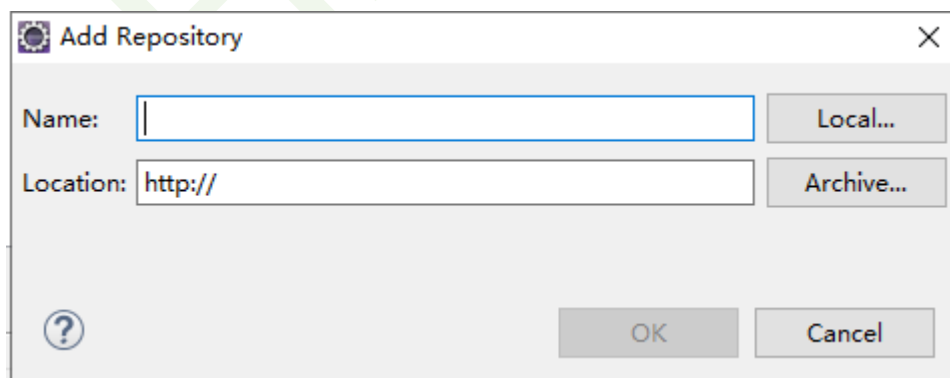 Add Repository
Name: Local...
Location: http:// Archive...
? OK Cancel